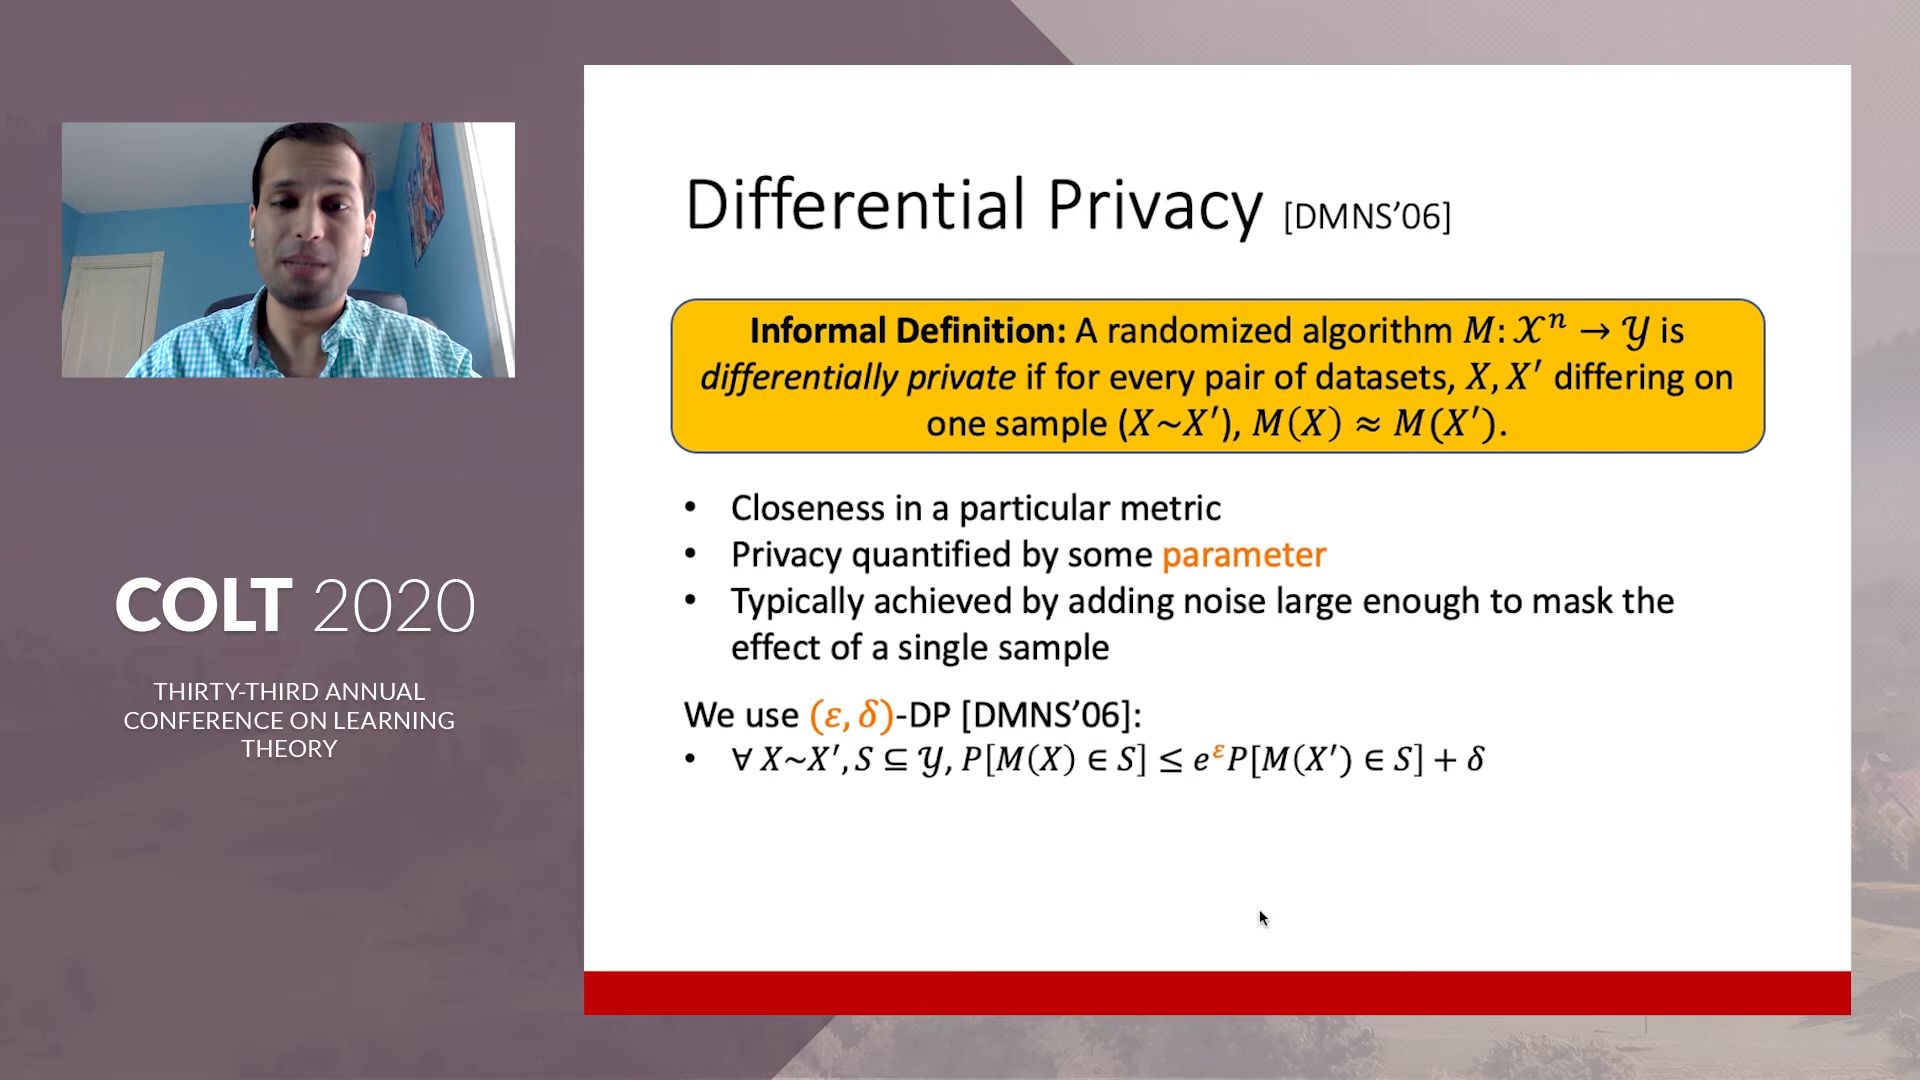 COLT 2020
THIRTY-THIRD ANNUAL
CONFERENCE ON LEARNING
THEORY
Differential Privacy [DMNS’06]
Informal Definition: A randomized algorithm 𝑀: 𝒳ⁿ → 𝒴 is
differentially private if for every pair of datasets, 𝑋, 𝑋′ differing on
one sample (𝑋~𝑋′), 𝑀(𝑋) ≈ 𝑀(𝑋′).
• Closeness in a particular metric
• Privacy quantified by some parameter
• Typically achieved by adding noise large enough to mask the
effect of a single sample
We use (𝜀, 𝛿)-DP [DMNS’06]:
• ∀ 𝑋~𝑋′, 𝑆 ⊆ 𝒴, 𝑃[𝑀(𝑋) ∈ 𝑆] ≤ 𝑒^𝜀 𝑃[𝑀(𝑋′) ∈ 𝑆] + 𝛿